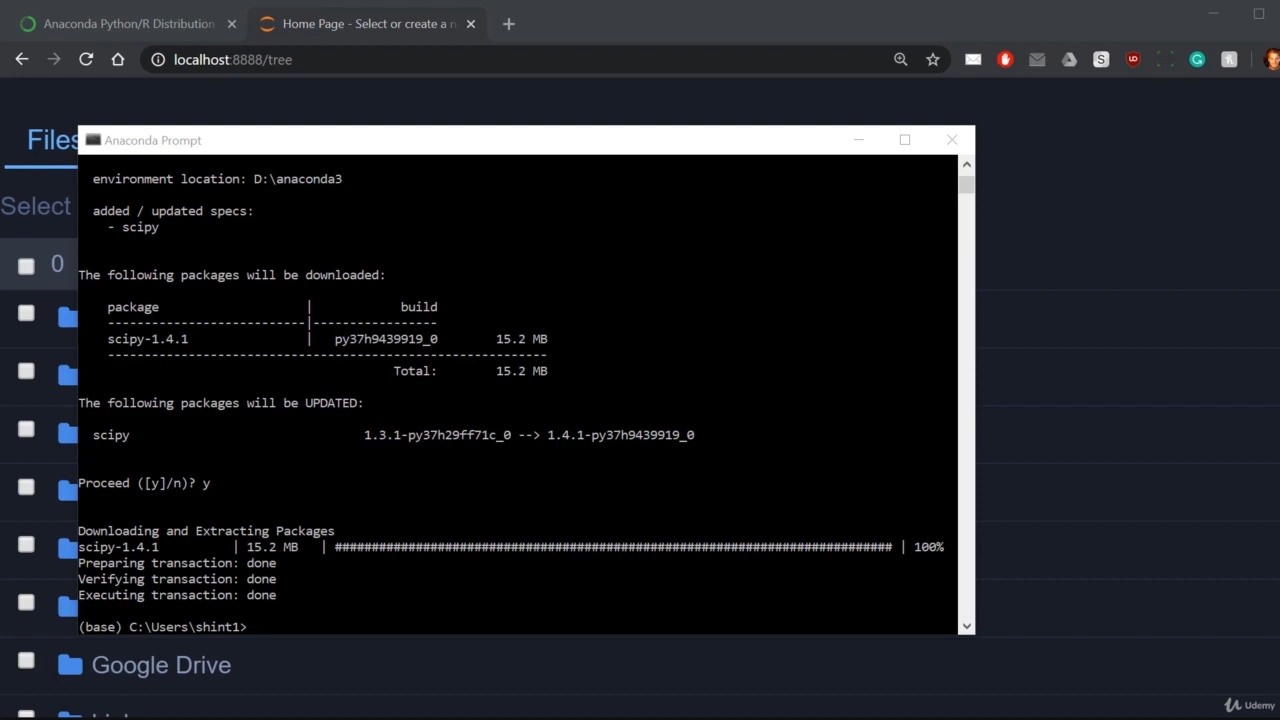 Anaconda Python/R Distribution
Home Page - Select or create a n
localhost:8888/tree
Files
Anaconda Prompt
Select
0
environment location: D:\anaconda3
added / updated specs:
- scipy
The following packages will be downloaded:
package | build
---------------------------|-----------------
scipy-1.4.1 | py37h9439919_0 15.2 MB
------------------------------------------------------------
Total: 15.2 MB
The following packages will be UPDATED:
scipy 1.3.1-py37h29ff71c_0 --> 1.4.1-py37h9439919_0
Proceed ([y]/n)? y
Downloading and Extracting Packages
scipy-1.4.1 | 15.2 MB | ############################################################################ | 100%
Preparing transaction: done
Verifying transaction: done
Executing transaction: done
(base) C:\Users\shint1>
Google Drive
Udemy